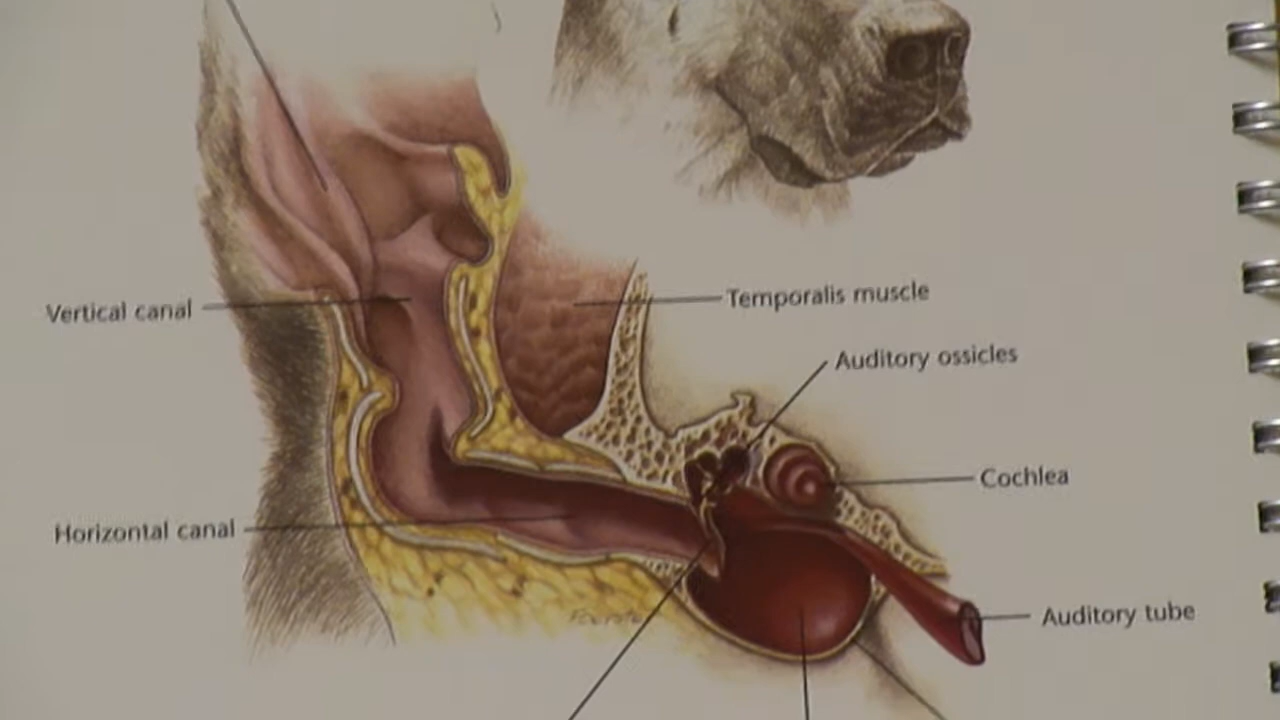 Vertical canal
Temporalis muscle
Auditory ossicles
Cochlea
Horizontal canal
Auditory tube